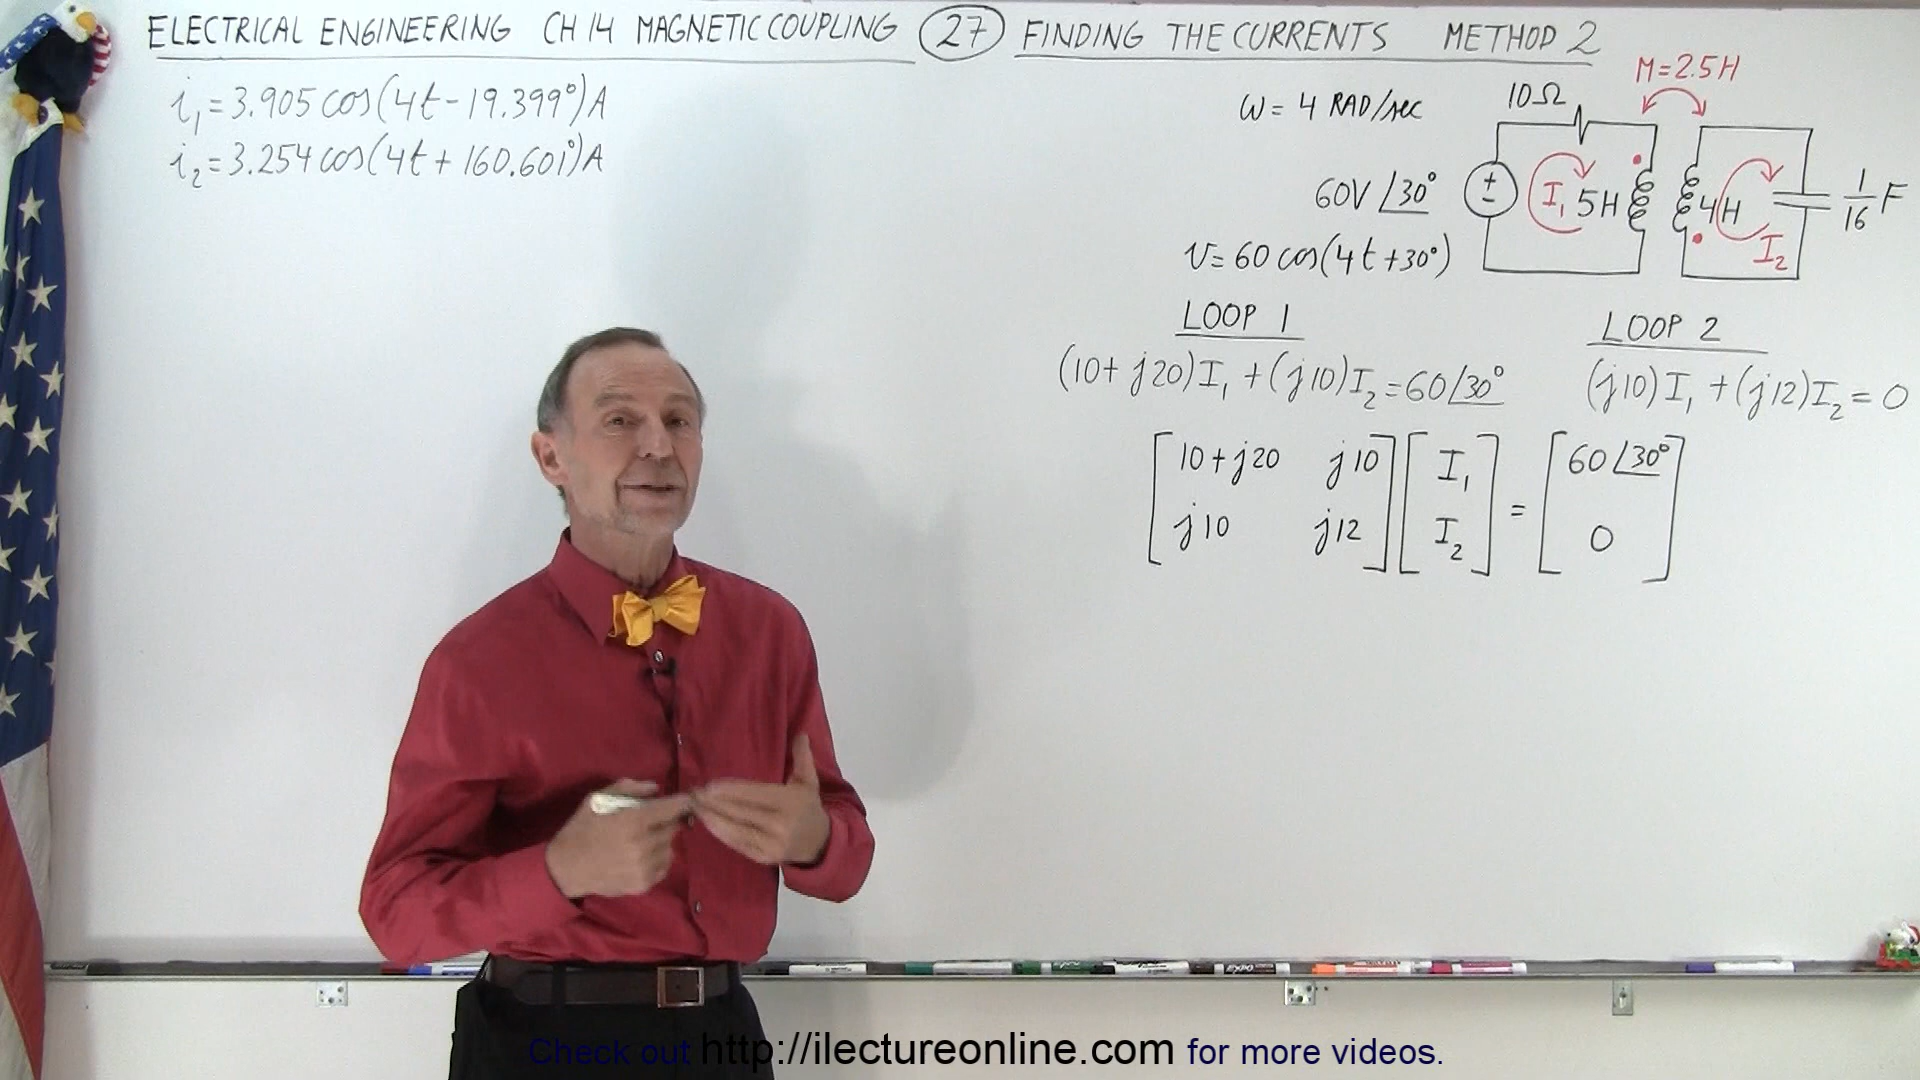 ELECTRICAL ENGINEERING CH 14 MAGNETIC COUPLING 27 FINDING THE CURRENTS METHOD 2
i₁ = 3.905 cos(4t - 19.399°) A
i₂ = 3.254 cos(4t + 160.601°) A
M = 2.5 H
ω = 4 RAD/sec
10Ω
60V ∠30°
+
-
I₁
5H
4H
I₂
1/16 F
v = 60 cos(4t + 30°)
LOOP 1
(10 + j20) I₁ + (j10) I₂ = 60 ∠30°
LOOP 2
(j10) I₁ + (j12) I₂ = 0
[10 + j20 j10] [I₁] = [60 ∠30°]
[j10 j12] [I₂] [0]
Check out http://ilectureonline.com for more videos.